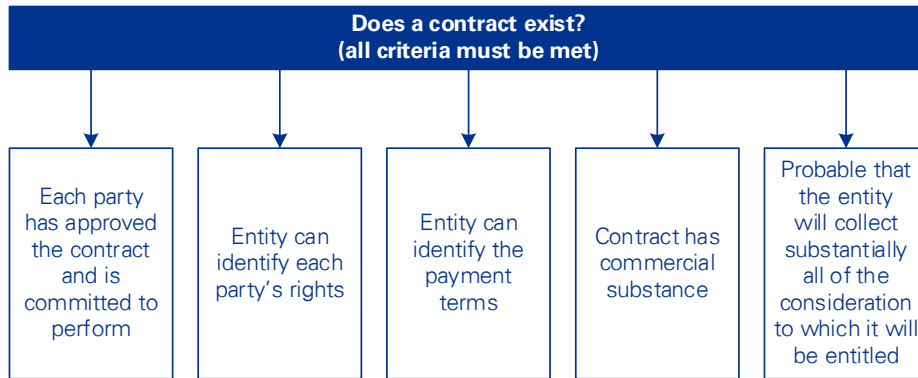 Does a contract exist?
(all criteria must be met)
Each party
has approved
the contract
and is
committed to
perform
Entity can
identify each
party’s rights
Entity can
identify the
payment
terms
Contract has
commercial
substance
Probable that
the entity
will collect
substantially
all of the
consideration
to which it will
be entitled